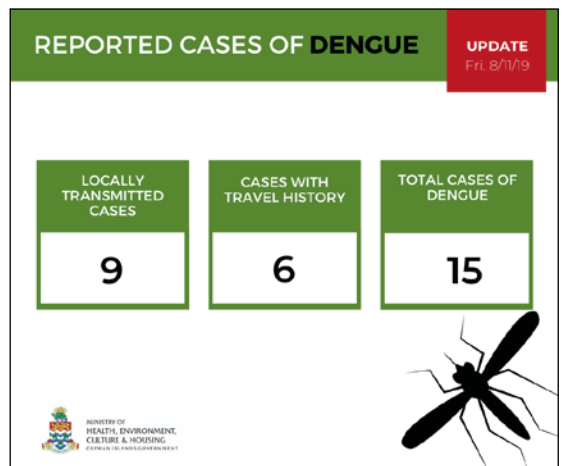 REPORTED CASES OF DENGUE
UPDATE
Fri. 8/11/19
LOCALLY
TRANSMITTED
CASES
9
CASES WITH
TRAVEL HISTORY
6
TOTAL CASES OF
DENGUE
15
MINISTRY OF
HEALTH, ENVIRONMENT,
CULTURE & HOUSING
CAYMAN ISLANDS GOVERNMENT